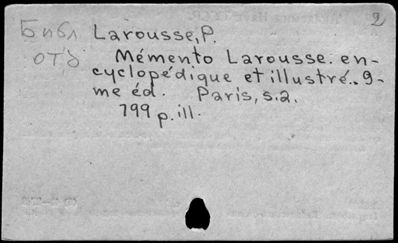 2
Библ Larousse, P.
отд Mémento Larousse: en-
cyclopédique et illustré.. 9-
me éd. Paris, s.a.
799 p. ill.